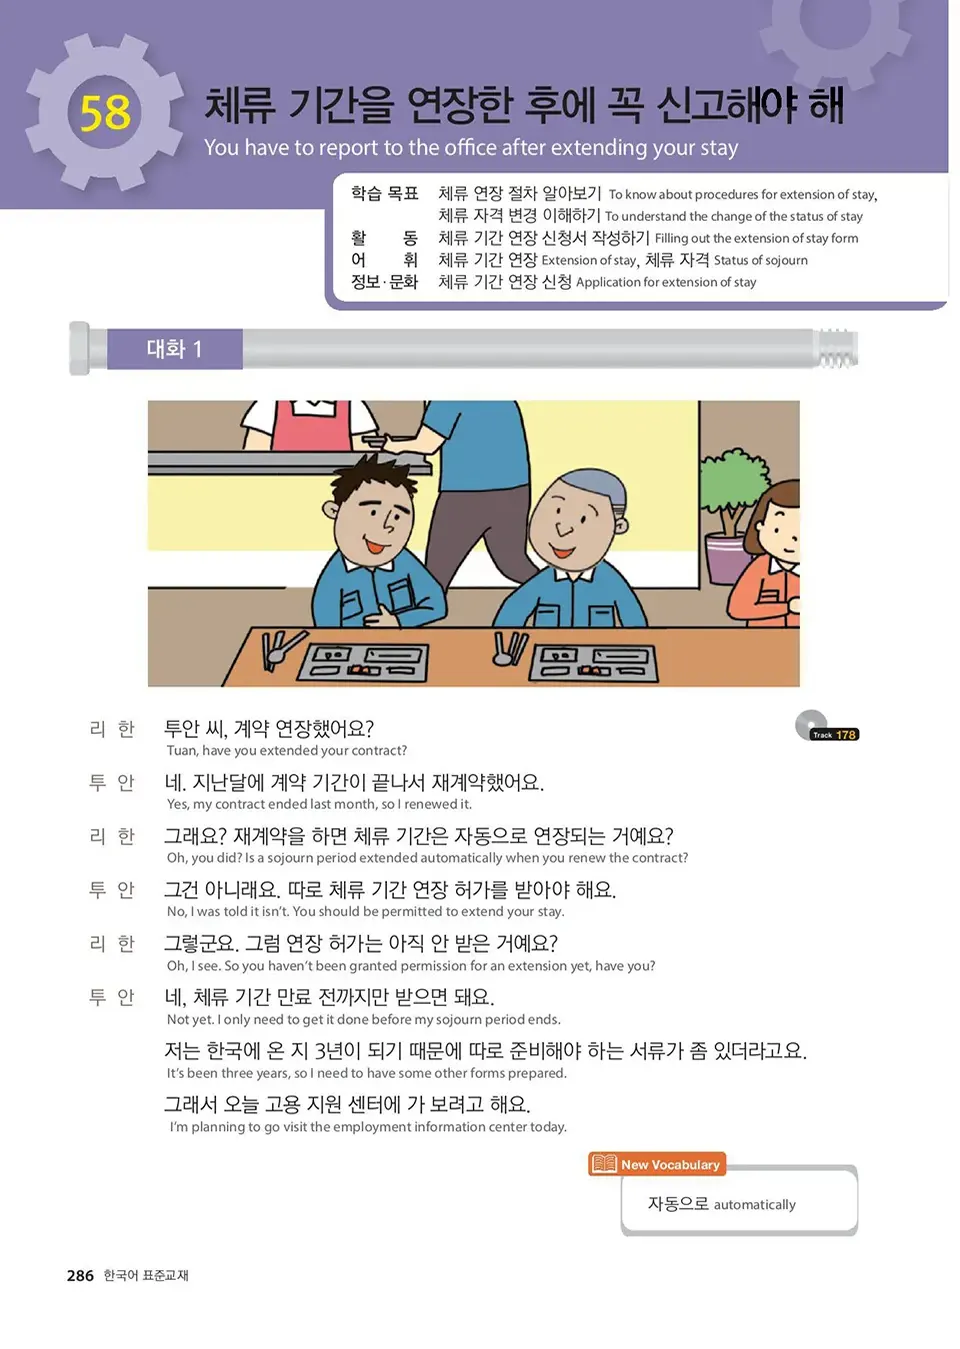 58
체류 기간을 연장한 후에 꼭 신고해야 해
You have to report to the office after extending your stay
학습 목표 체류 연장 절차 알아보기 To know about procedures for extension of stay,
체류 자격 변경 이해하기 To understand the change of the status of stay
활 동 체류 기간 연장 신청서 작성하기 Filling out the extension of stay form
어 휘 체류 기간 연장 Extension of stay, 체류 자격 Status of sojourn
정보·문화 체류 기간 연장 신청 Application for extension of stay
대화 1
리 한 투안 씨, 계약 연장했어요?
Tuan, have you extended your contract?
Track 178
투 안 네. 지난달에 계약 기간이 끝나서 재계약했어요.
Yes, my contract ended last month, so I renewed it.
리 한 그래요? 재계약을 하면 체류 기간은 자동으로 연장되는 거예요?
Oh, you did? Is a sojourn period extended automatically when you renew the contract?
투 안 그건 아니래요. 따로 체류 기간 연장 허가를 받아야 해요.
No, I was told it isn't. You should be permitted to extend your stay.
리 한 그렇군요. 그럼 연장 허가는 아직 안 받은 거예요?
Oh, I see. So you haven't been granted permission for an extension yet, have you?
투 안 네, 체류 기간 만료 전까지만 받으면 돼요.
Not yet. I only need to get it done before my sojourn period ends.
저는 한국에 온 지 3년이 되기 때문에 따로 준비해야 하는 서류가 좀 있더라고요.
It's been three years, so I need to have some other forms prepared.
그래서 오늘 고용 지원 센터에 가 보려고 해요.
I'm planning to go visit the employment information center today.
New Vocabulary
자동으로 automatically
286 한국어 표준교재